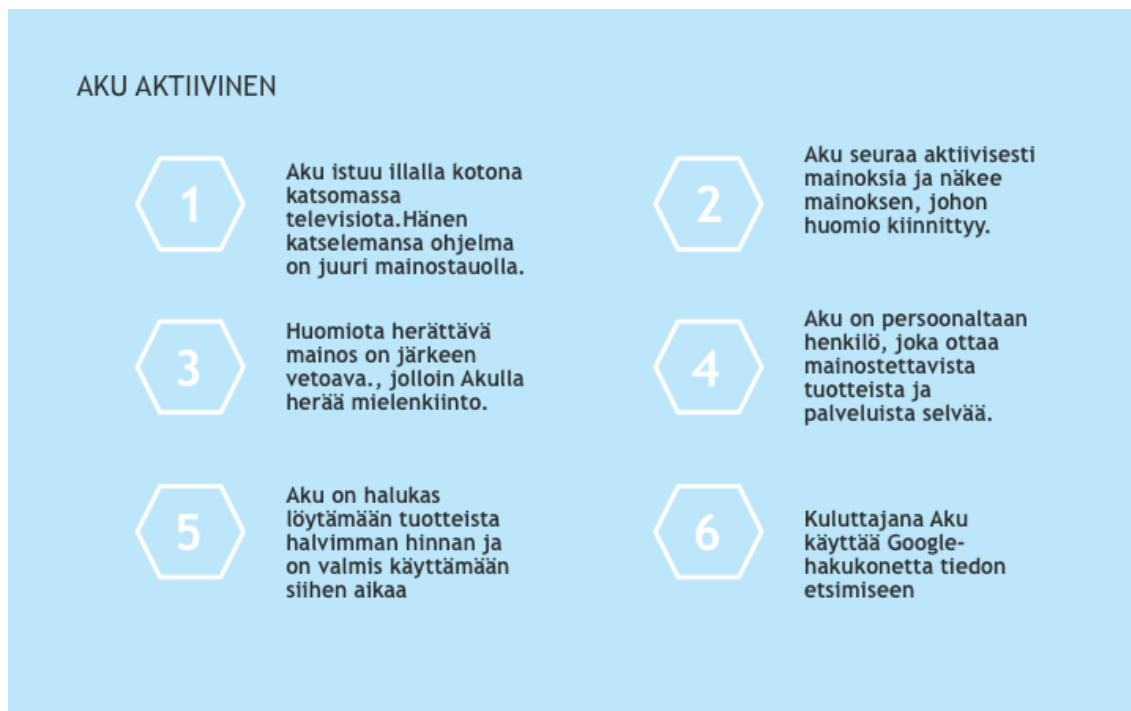 AKU AKTIIVINEN
1
Aku istuu illalla kotona
katsomassa
televisiota.Hänen
katselemansa ohjelma
on juuri mainostauolla.
2
Aku seuraa aktiivisesti
mainoksia ja näkee
mainoksen, johon
huomio kiinnittyy.
3
Huomiota herättävä
mainos on järkeen
vetoava., jolloin Akulla
herää mielenkiinto.
4
Aku on persoonaltaan
henkilö, joka ottaa
mainostettavista
tuotteista ja
palveluista selvää.
5
Aku on halukas
löytämään tuotteista
halvimman hinnan ja
on valmis käyttämään
siihen aikaa
6
Kuluttajana Aku
käyttää Google-
hakukonetta tiedon
etsimiseen